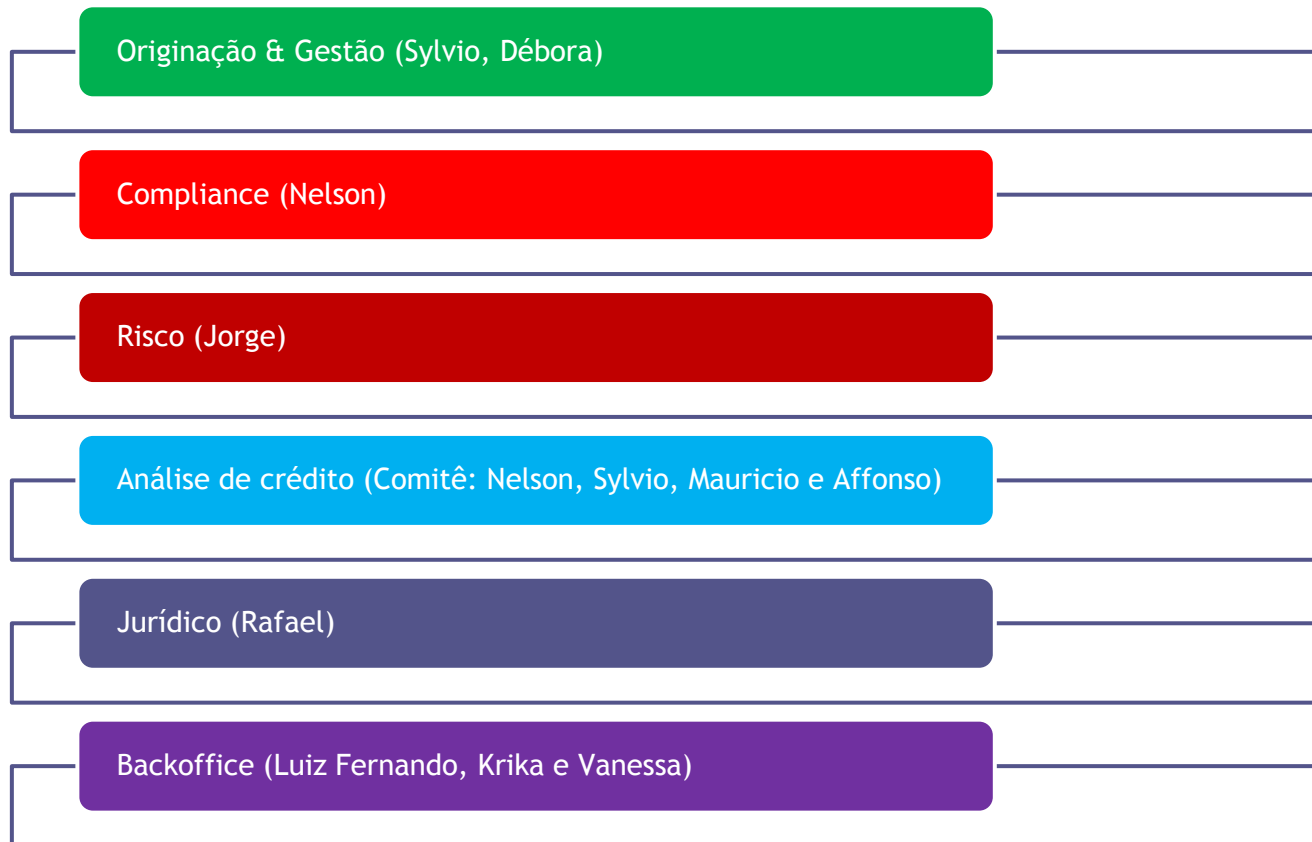 Originação & Gestão (Sylvio, Débora)
Compliance (Nelson)
Risco (Jorge)
Análise de crédito (Comitê: Nelson, Sylvio, Mauricio e Affonso)
Jurídico (Rafael)
Backoffice (Luiz Fernando, Krika e Vanessa)